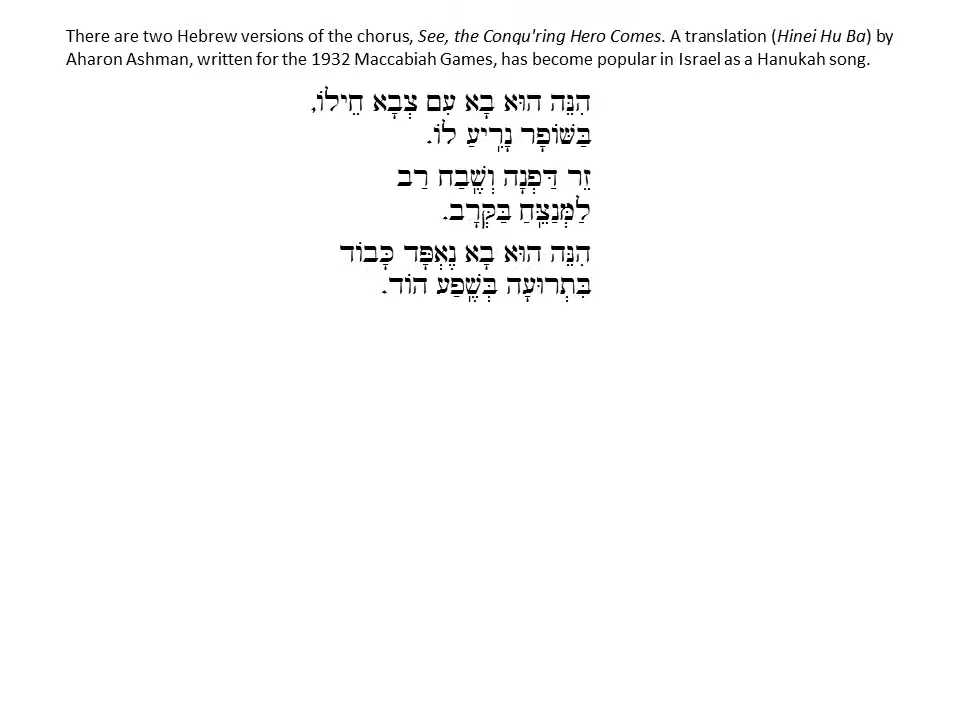 There are two Hebrew versions of the chorus, See, the Conqu'ring Hero Comes. A translation (Hinei Hu Ba) by
Aharon Ashman, written for the 1932 Maccabiah Games, has become popular in Israel as a Hanukah song.
הִנֵּה הוּא בָּא עִם צְבָא חֵילוֹ,
בַּשּׁוֹפָר נָרִיעַ לוֹ.
זֵר דַּפְנָה וְשֶׁבַח רַב
לַמְּנַצֵּחַ בַּקְּרָב.
הִנֵּה הוּא בָּא נֶאְפָּד כָּבוֹד
בִּתְרוּעָה בְּשֶׁפַע הוֹד.